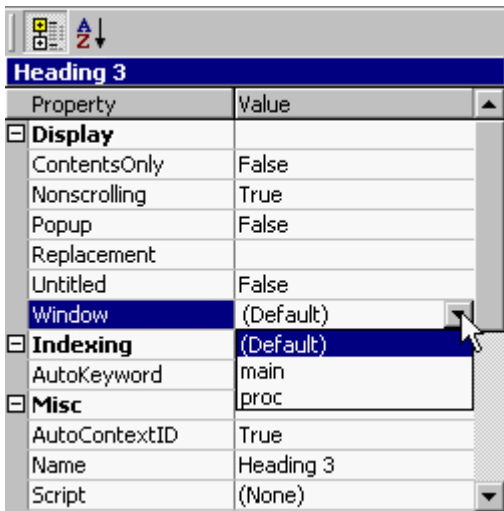 A Z
Heading 3
Property Value
Display
ContentsOnly False
Nonscrolling True
Popup False
Replacement
Untitled False
Window (Default)
Indexing (Default)
AutoKeyword main
Misc proc
AutoContextID True
Name Heading 3
Script (None)